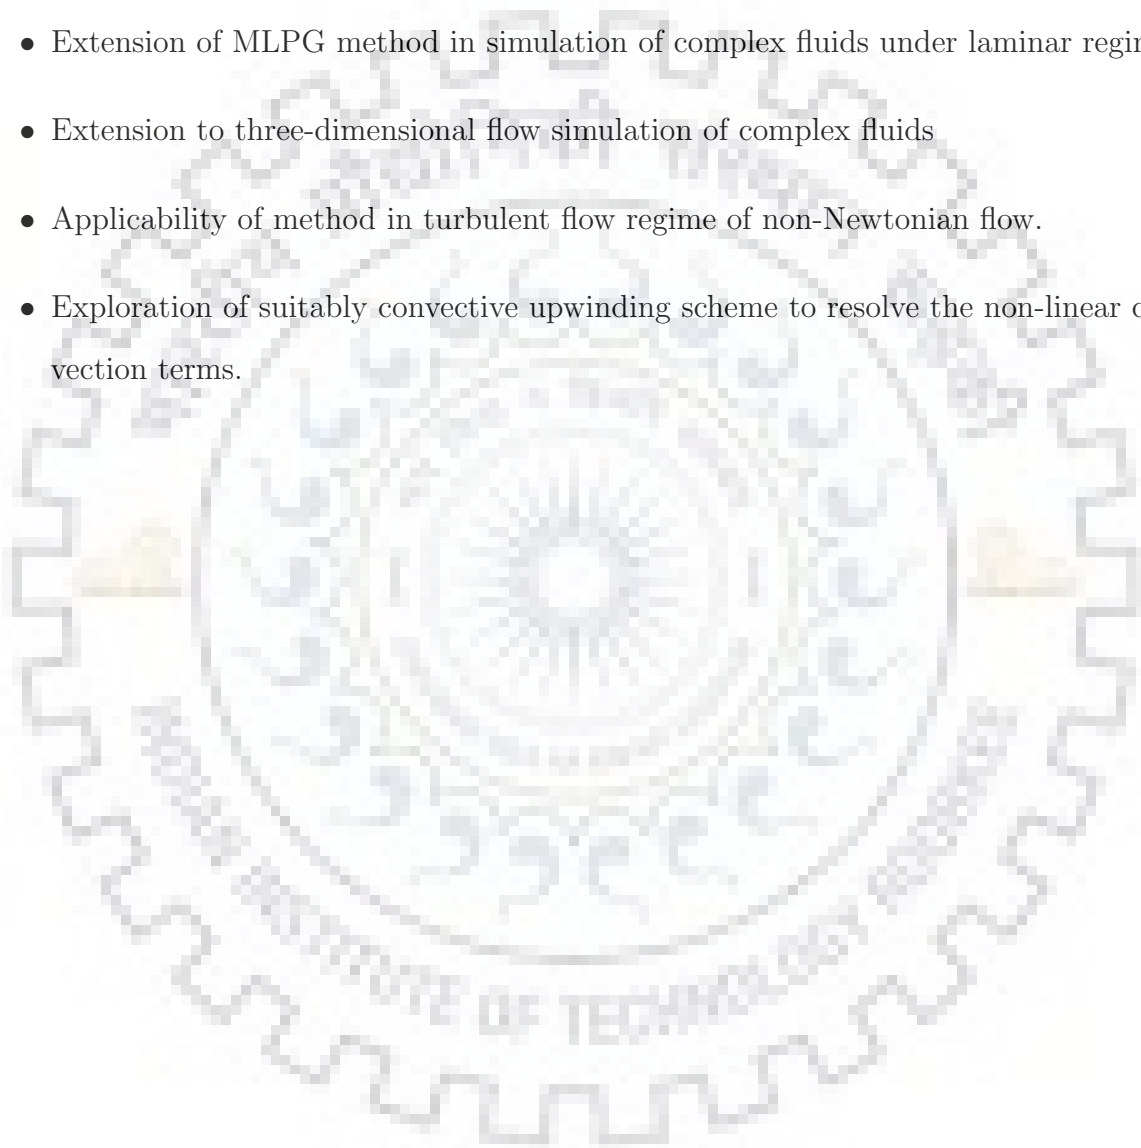 • Extension of MLPG method in simulation of complex fluids under laminar
• Extension to three-dimensional flow simulation of complex fluids
• Applicability of method in turbulent flow regime of non-Newtonian flow.
• Exploration of suitably convective upwinding scheme to resolve the non-linear
vection terms.
OF TECHNOLOGY